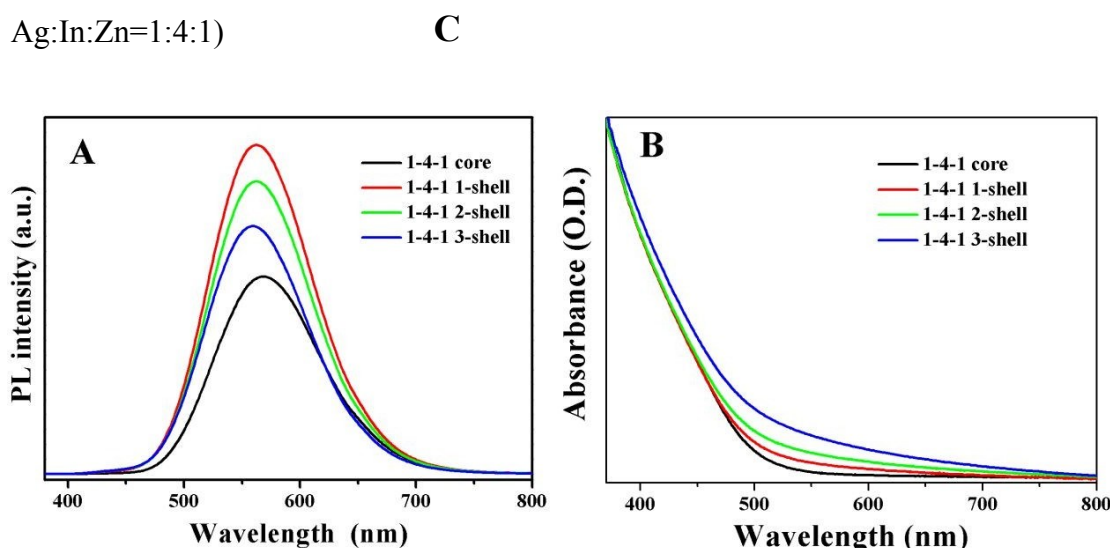 Ag:In:Zn=1:4:1)
C
A
PL intensity (a.u.)
1-4-1 core
1-4-1 1-shell
1-4-1 2-shell
1-4-1 3-shell
400 500 600 700 800
Wavelength (nm)
B
Absorbance (O.D.)
1-4-1 core
1-4-1 1-shell
1-4-1 2-shell
1-4-1 3-shell
400 500 600 700 800
Wavelength (nm)